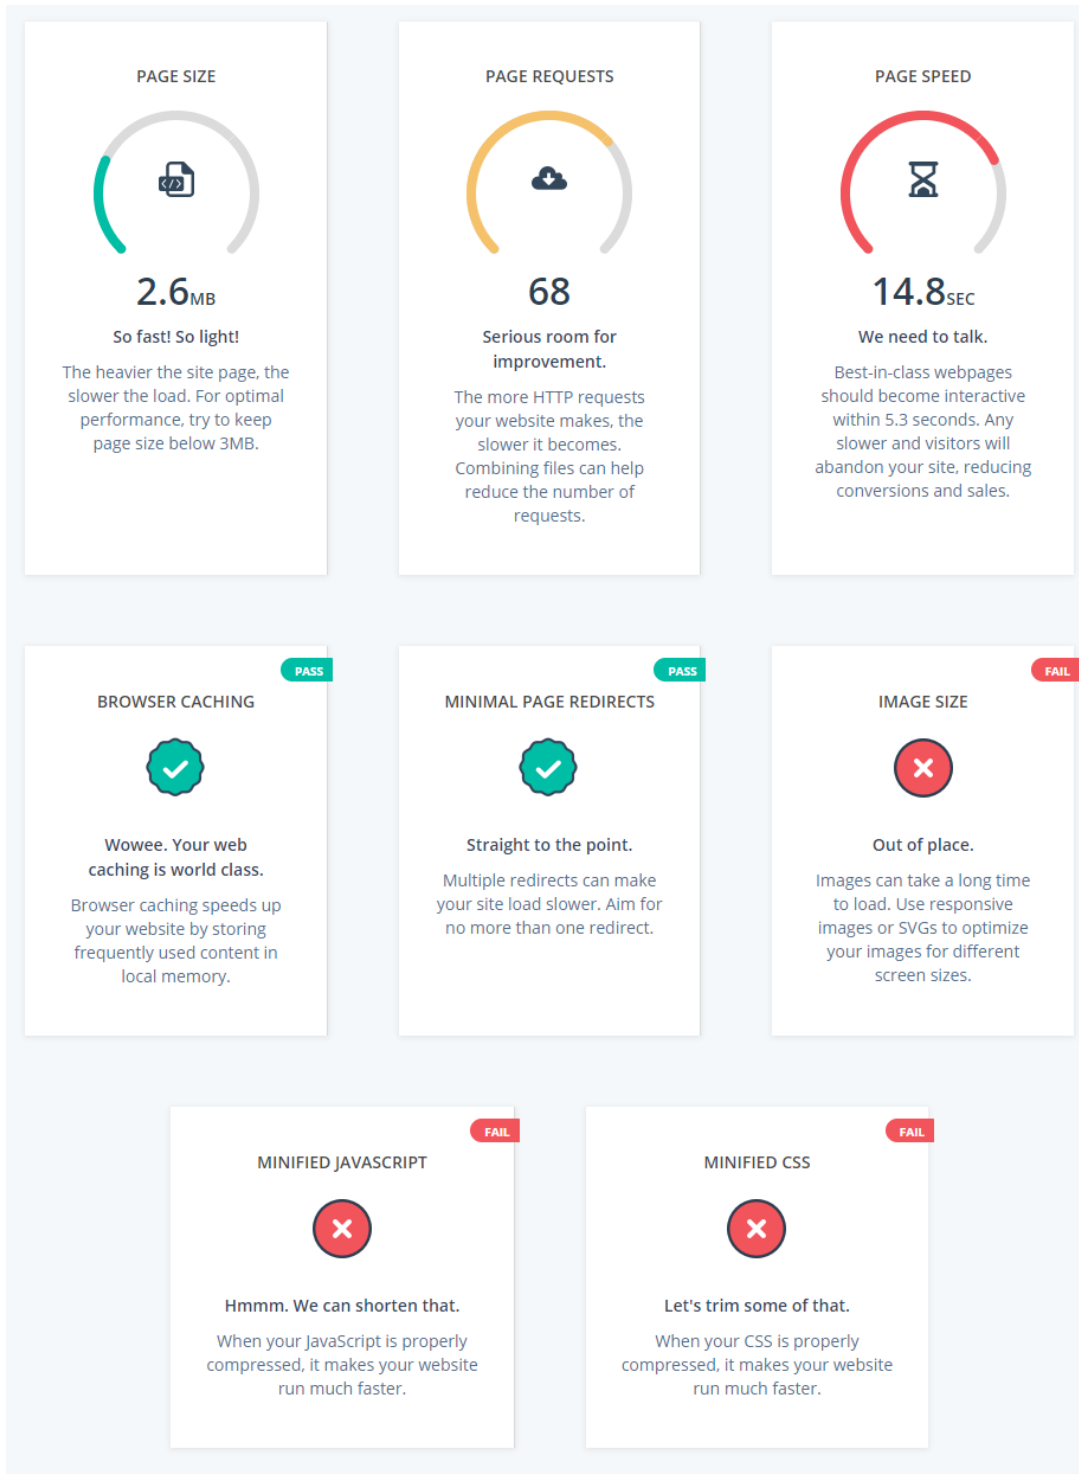 PAGE SIZE
</>
2.6MB
So fast! So light!
The heavier the site page, the
slower the load. For optimal
performance, try to keep
page size below 3MB.
PAGE REQUESTS
68
Serious room for
improvement.
The more HTTP requests
your website makes, the
slower it becomes.
Combining files can help
reduce the number of
requests.
PAGE SPEED
14.8SEC
We need to talk.
Best-in-class webpages
should become interactive
within 5.3 seconds. Any
slower and visitors will
abandon your site, reducing
conversions and sales.
PASS
BROWSER CACHING
Wowee. Your web
caching is world class.
Browser caching speeds up
your website by storing
frequently used content in
local memory.
PASS
MINIMAL PAGE REDIRECTS
Straight to the point.
Multiple redirects can make
your site load slower. Aim for
no more than one redirect.
FAIL
IMAGE SIZE
Out of place.
Images can take a long time
to load. Use responsive
images or SVGs to optimize
your images for different
screen sizes.
FAIL
MINIFIED JAVASCRIPT
Hmmm. We can shorten that.
When your JavaScript is properly
compressed, it makes your website
run much faster.
FAIL
MINIFIED CSS
Let's trim some of that.
When your CSS is properly
compressed, it makes your website
run much faster.